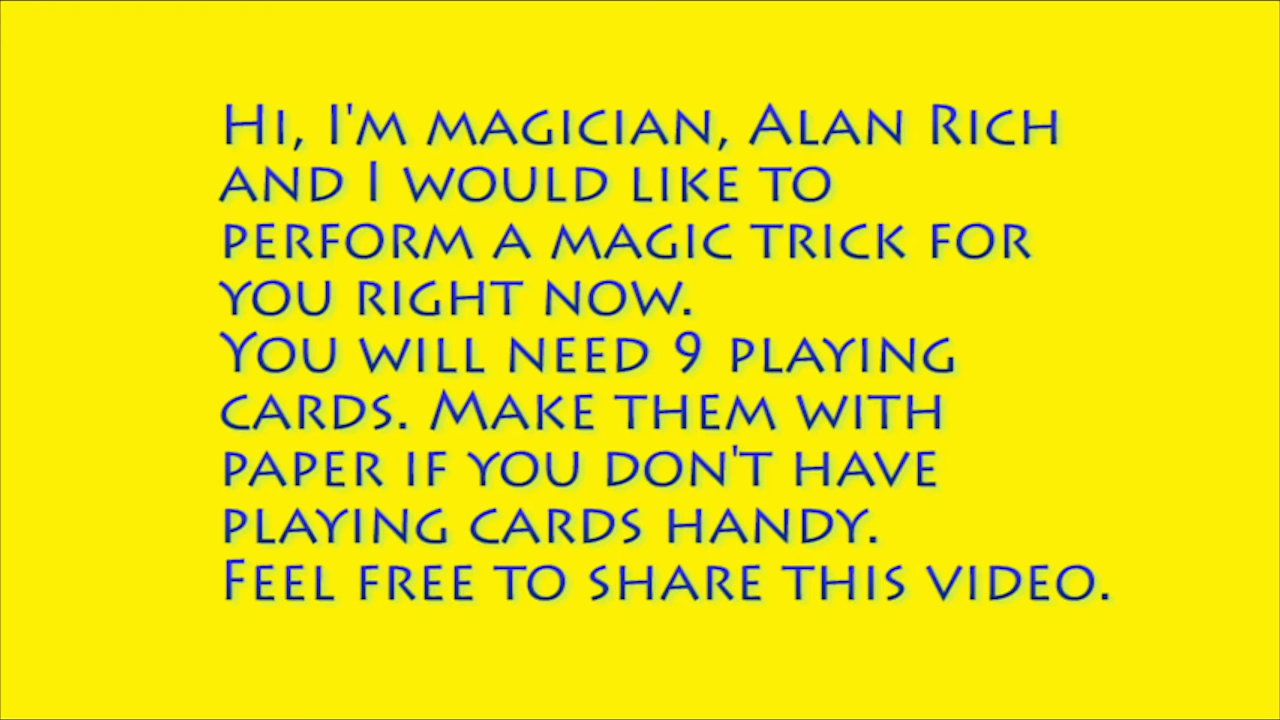 Hi, I'm magician, Alan Rich
and I would like to
perform a magic trick for
you right now.
You will need 9 playing
cards. Make them with
paper if you don't have
playing cards handy.
Feel free to share this video.